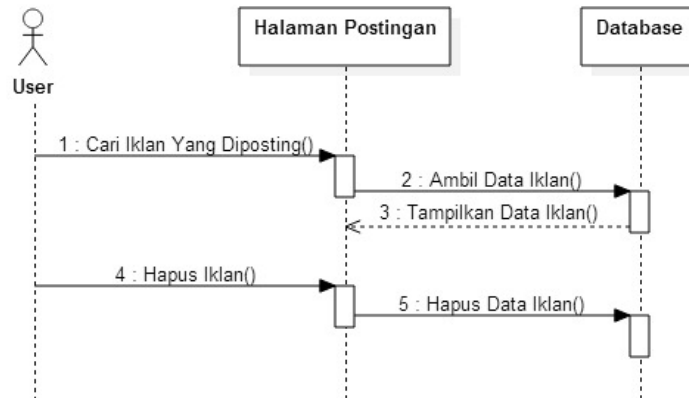 Halaman Postingan
Database
User
1 : Cari Iklan Yang Diposting()
2 : Ambil Data Iklan()
3 : Tampilkan Data Iklan()
4 : Hapus Iklan()
5 : Hapus Data Iklan()